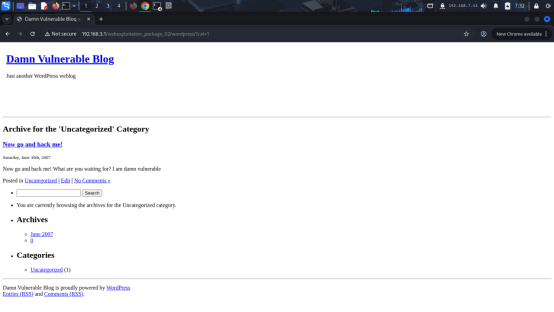 1 2 3 4
192.168.7.44
7:32
Damn Vulnerable Blog
Not secure 192.168.3.1/webexploitation_package_02/wordpress/?cat=1
New Chrome available
Damn Vulnerable Blog
Just another WordPress weblog
Archive for the 'Uncategorized' Category
Now go and hack me!
Saturday, June 30th, 2007
Now go and hack me! What are you waiting for? I am damn vulnerable
Posted in Uncategorized | Edit | No Comments »
Search
You are currently browsing the archives for the Uncategorized category.
Archives
June 2007
0
Categories
Uncategorized (1)
Damn Vulnerable Blog is proudly powered by WordPress
Entries (RSS) and Comments (RSS).